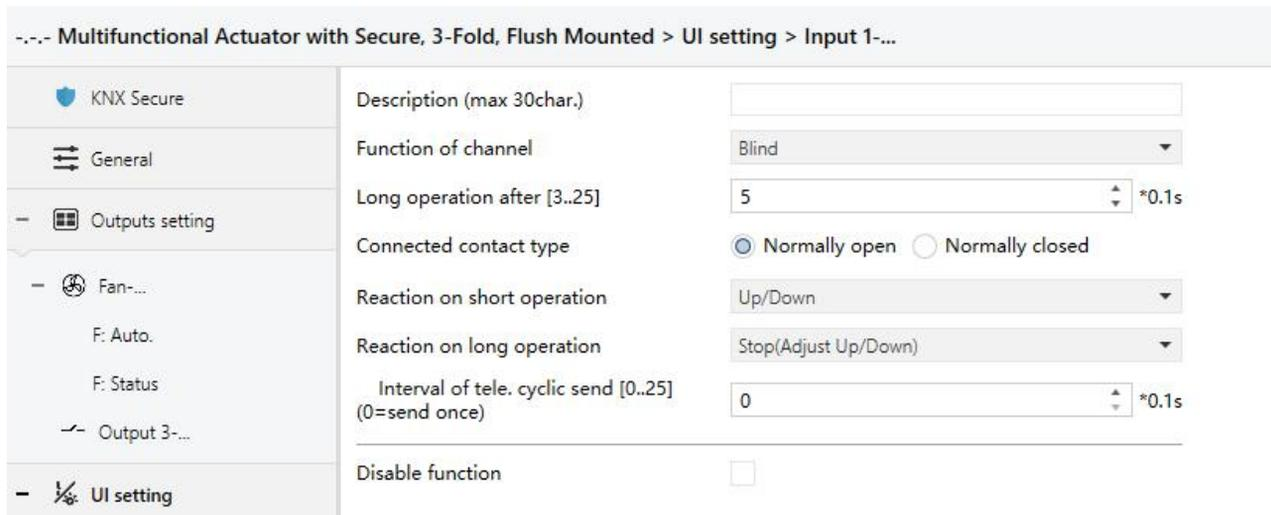 -.-.- Multifunctional Actuator with Secure, 3-Fold, Flush Mounted > UI setting > Input 1-...
KNX Secure
General
Outputs setting
Fan-...
F: Auto.
F: Status
Output 3-...
UI setting
Description (max 30char.)
Function of channel Blind
Long operation after [3..25] 5 *0.1s
Connected contact type Normally open Normally closed
Reaction on short operation Up/Down
Reaction on long operation Stop(Adjust Up/Down)
Interval of tele. cyclic send [0..25]
(0=send once) 0 *0.1s
Disable function